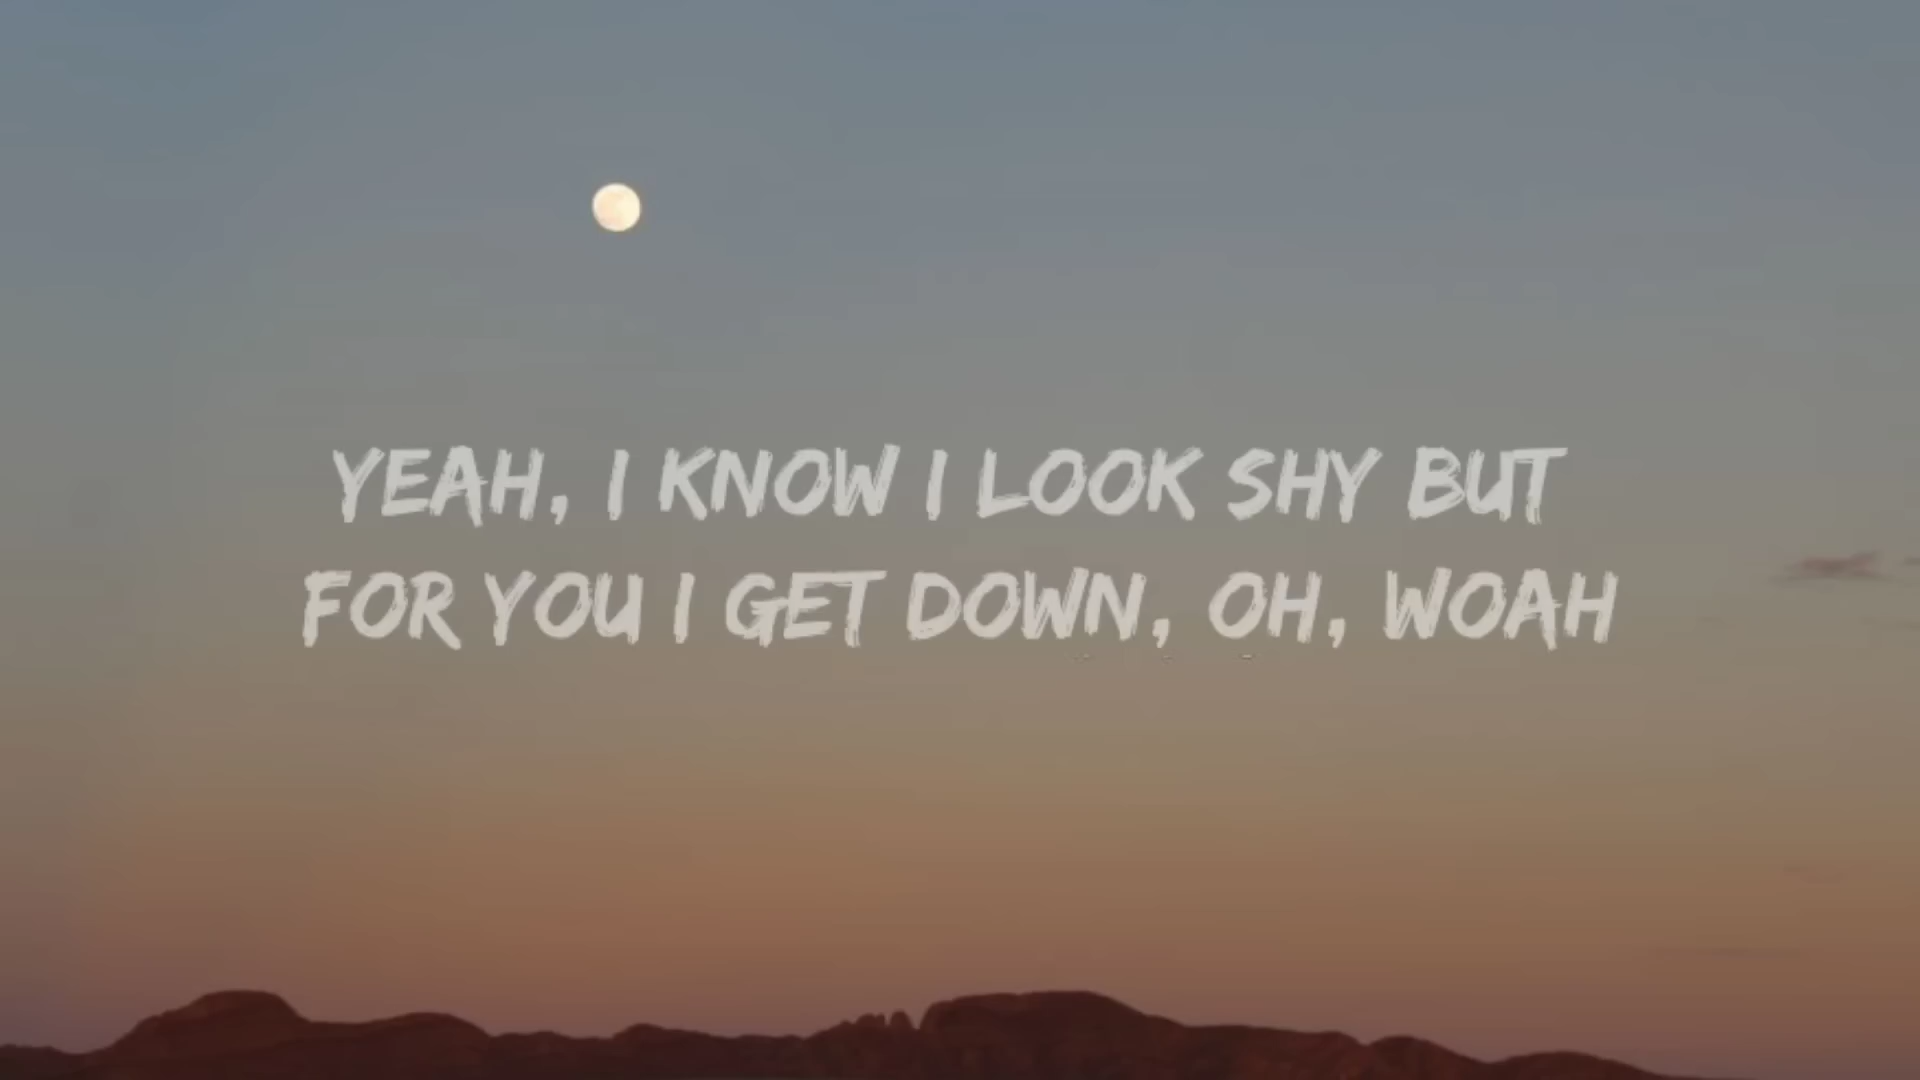 YEAH, I KNOW I LOOK SHY BUT
FOR YOU I GET DOWN, OH, WOAH